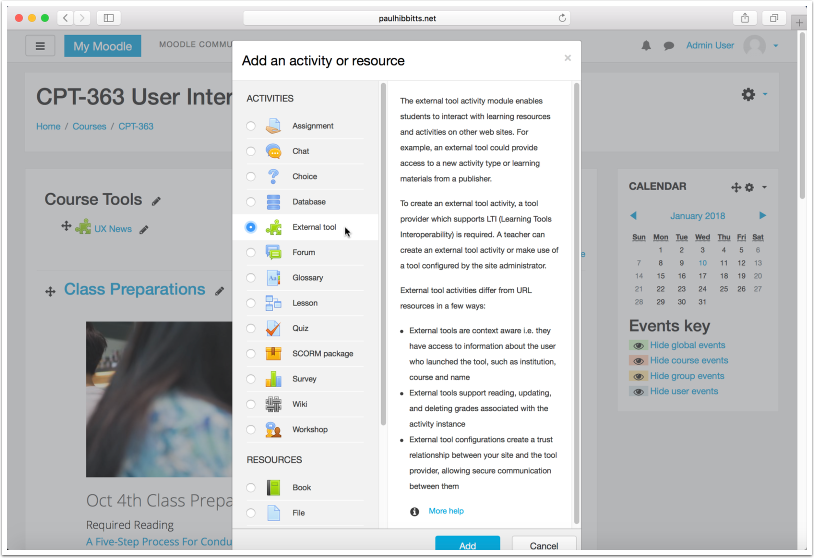 paulhibbitts.net
My Moodle
MOODLE COMMU
Admin User
CPT-363 User Inter
Home / Courses / CPT-363
Course Tools
UX News
Class Preparations
Oct 4th Class Prepa
Required Reading
A Five-Step Process For Condu
Add an activity or resource
×
ACTIVITIES
Assignment
Chat
Choice
Database
External tool
Forum
Glossary
Lesson
Quiz
SCORM package
Survey
Wiki
Workshop
RESOURCES
Book
File
The external tool activity module enables
students to interact with learning resources
and activities on other web sites. For
example, an external tool could provide
access to a new activity type or learning
materials from a publisher.
To create an external tool activity, a tool
provider which supports LTI (Learning Tools
Interoperability) is required. A teacher can
create an external tool activity or make use of
a tool configured by the site administrator.
External tool activities differ from URL
resources in a few ways:
• External tools are context aware i.e. they
have access to information about the user
who launched the tool, such as institution,
course and name
• External tools support reading, updating,
and deleting grades associated with the
activity instance
• External tool configurations create a trust
relationship between your site and the tool
provider, allowing secure communication
between them
More help
Add
Cancel
e
CALENDAR
January 2018
Sun Mon Tue Wed Thu Fri Sat
1 2 3 4 5 6
7 8 9 10 11 12 13
14 15 16 17 18 19 20
21 22 23 24 25 26 27
28 29 30 31
Events key
Hide global events
Hide course events
Hide group events
Hide user events